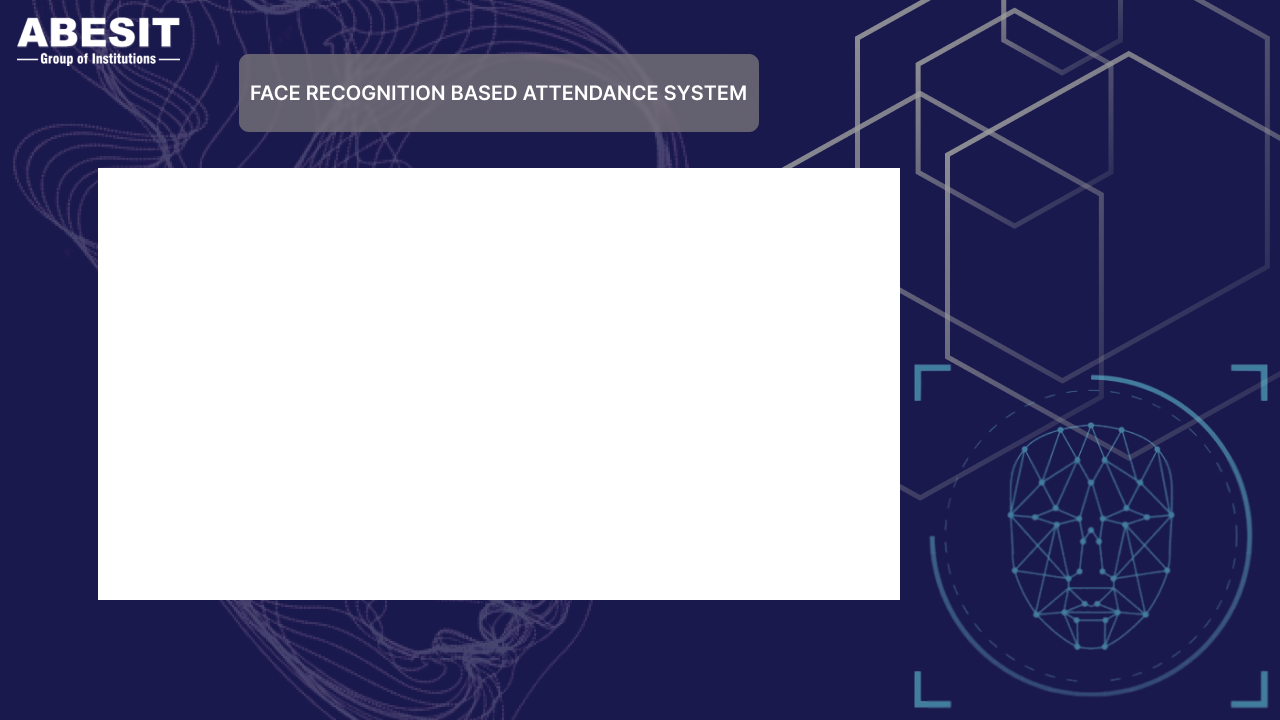 ABESIT
Group of Institutions
FACE RECOGNITION BASED ATTENDANCE SYSTEM